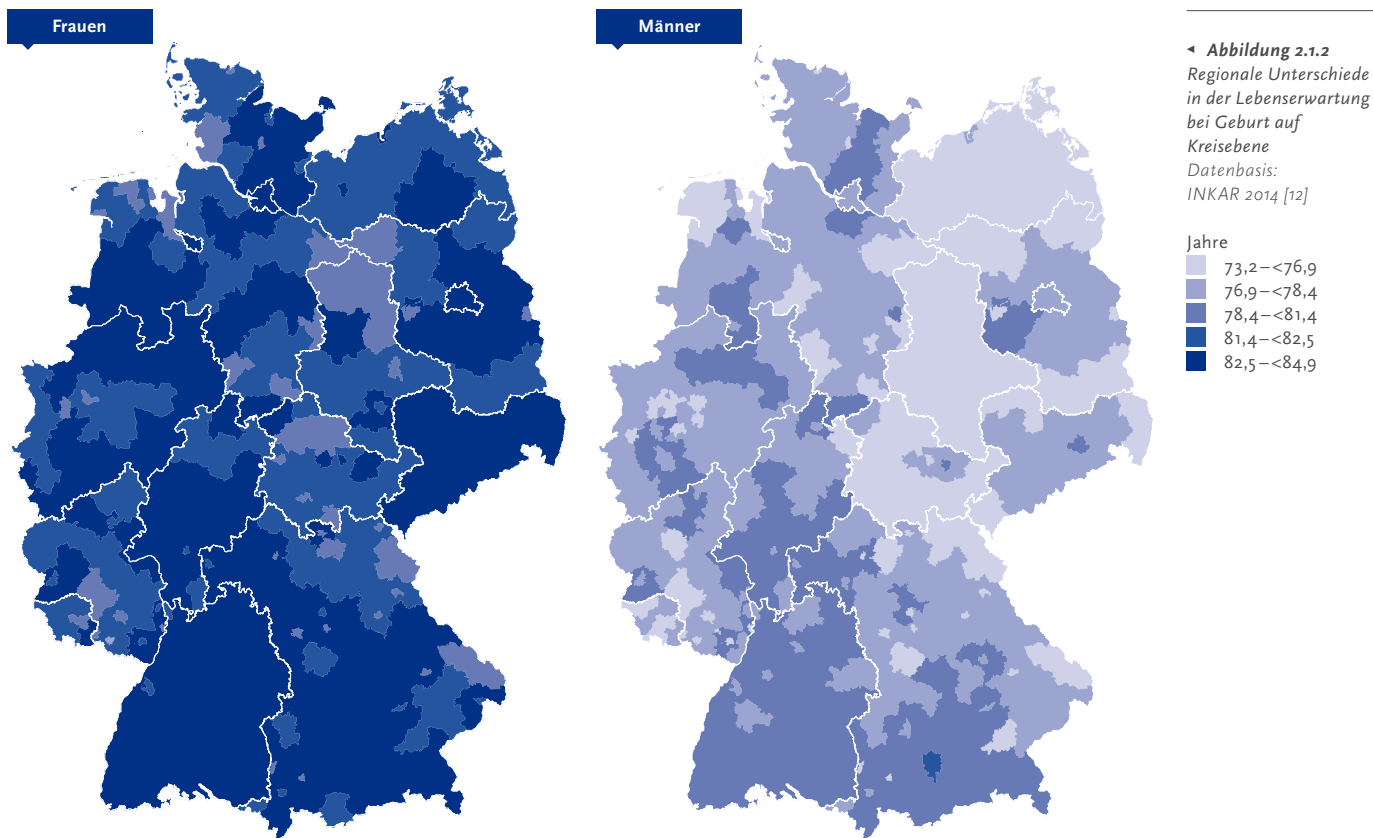 Frauen
Männer
◄ Abbildung 2.1.2
Regionale Unterschiede
in der Lebenserwartung
bei Geburt auf
Kreisebene
Datenbasis:
INKAR 2014 [12]
Jahre
73,2–<76,9
76,9–<78,4
78,4–<81,4
81,4–<82,5
82,5–<84,9